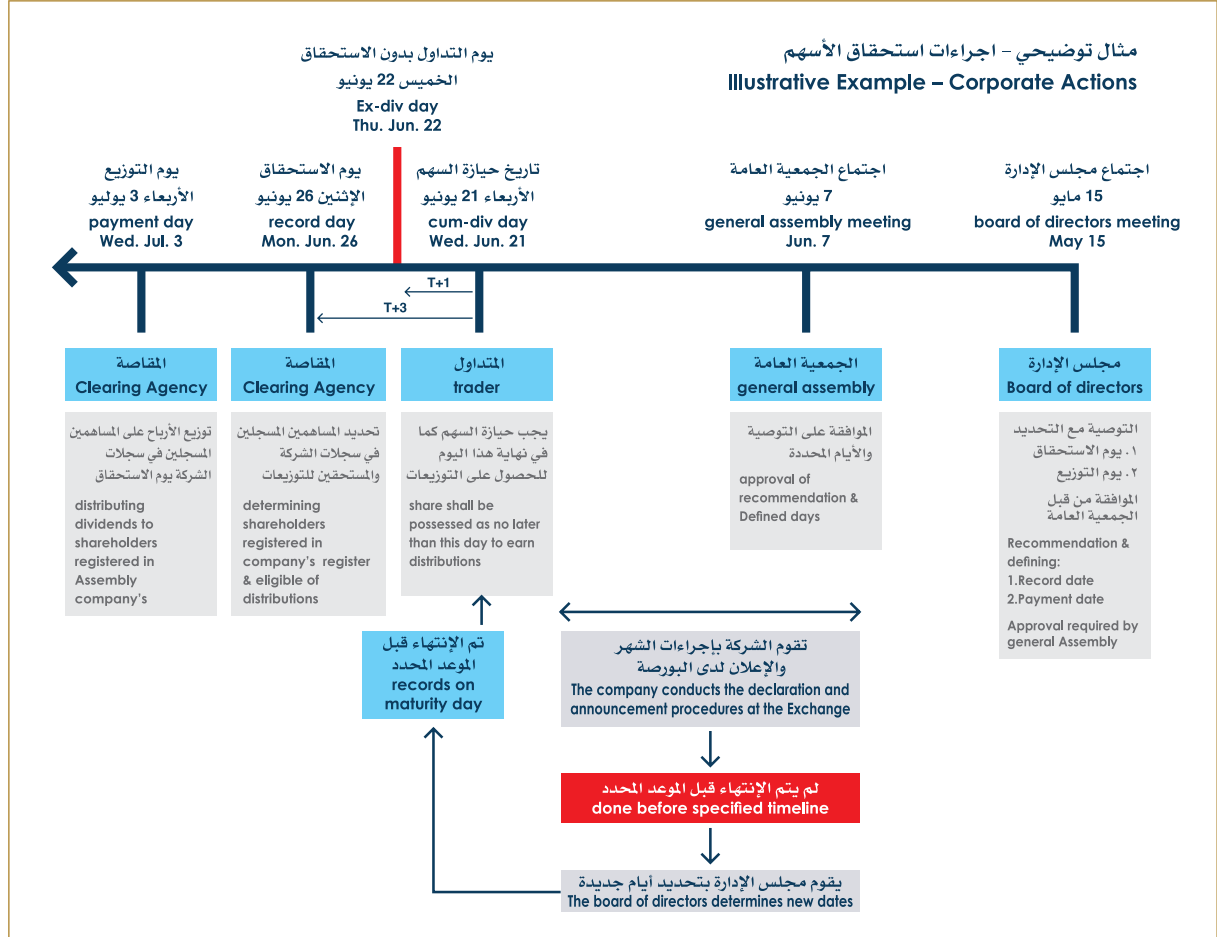 مثال توضيحي – اجراءات استحقاق الأسهم
Illustrative Example – Corporate Actions
يوم التداول بدون الاستحقاق
الخميس 22 يونيو
Ex-div day
Thu. Jun. 22
اجتماع مجلس الإدارة
15 مايو
board of directors meeting
May 15
اجتماع الجمعية العامة
7 يونيو
general assembly meeting
Jun. 7
تاريخ حيازة السهم
الأربعاء 21 يونيو
cum-div day
Wed. Jun. 21
يوم الاستحقاق
الإثنين 26 يونيو
record day
Mon. Jun. 26
يوم التوزيع
الأربعاء 3 يوليو
payment day
Wed. Jul. 3
T+1
T+3
مجلس الإدارة
Board of directors
التوصية مع التحديد
١. يوم الاستحقاق
٢. يوم التوزيع
الموافقة من قبل
الجمعية العامة
Recommendation &
defining:
1.Record date
2.Payment date
Approval required by
general Assembly
الجمعية العامة
general assembly
الموافقة على التوصية
والأيام المحددة
approval of
recommendation &
Defined days
المتداول
trader
يجب حيازة السهم كما
في نهاية هذا اليوم
للحصول على التوزيعات
share shall be
possessed as no later
than this day to earn
distributions
المقاصة
Clearing Agency
تحديد المساهمين المسجلين
في سجلات الشركة
والمستحقين للتوزيعات
determining
shareholders
registered in
company's register
& eligible of
distributions
المقاصة
Clearing Agency
توزيع الأرباح على المساهمين
المسجلين في سجلات
الشركة يوم الاستحقاق
distributing
dividends to
shareholders
registered in
Assembly
company's
تقوم الشركة بإجراءات الشهر
والإعلان لدى البورصة
The company conducts the declaration and
announcement procedures at the Exchange
لم يتم الإنتهاء قبل الموعد المحدد
done before specified timeline
يقوم مجلس الإدارة بتحديد أيام جديدة
The board of directors determines new dates
تم الإنتهاء قبل
الموعد المحدد
records on
maturity day